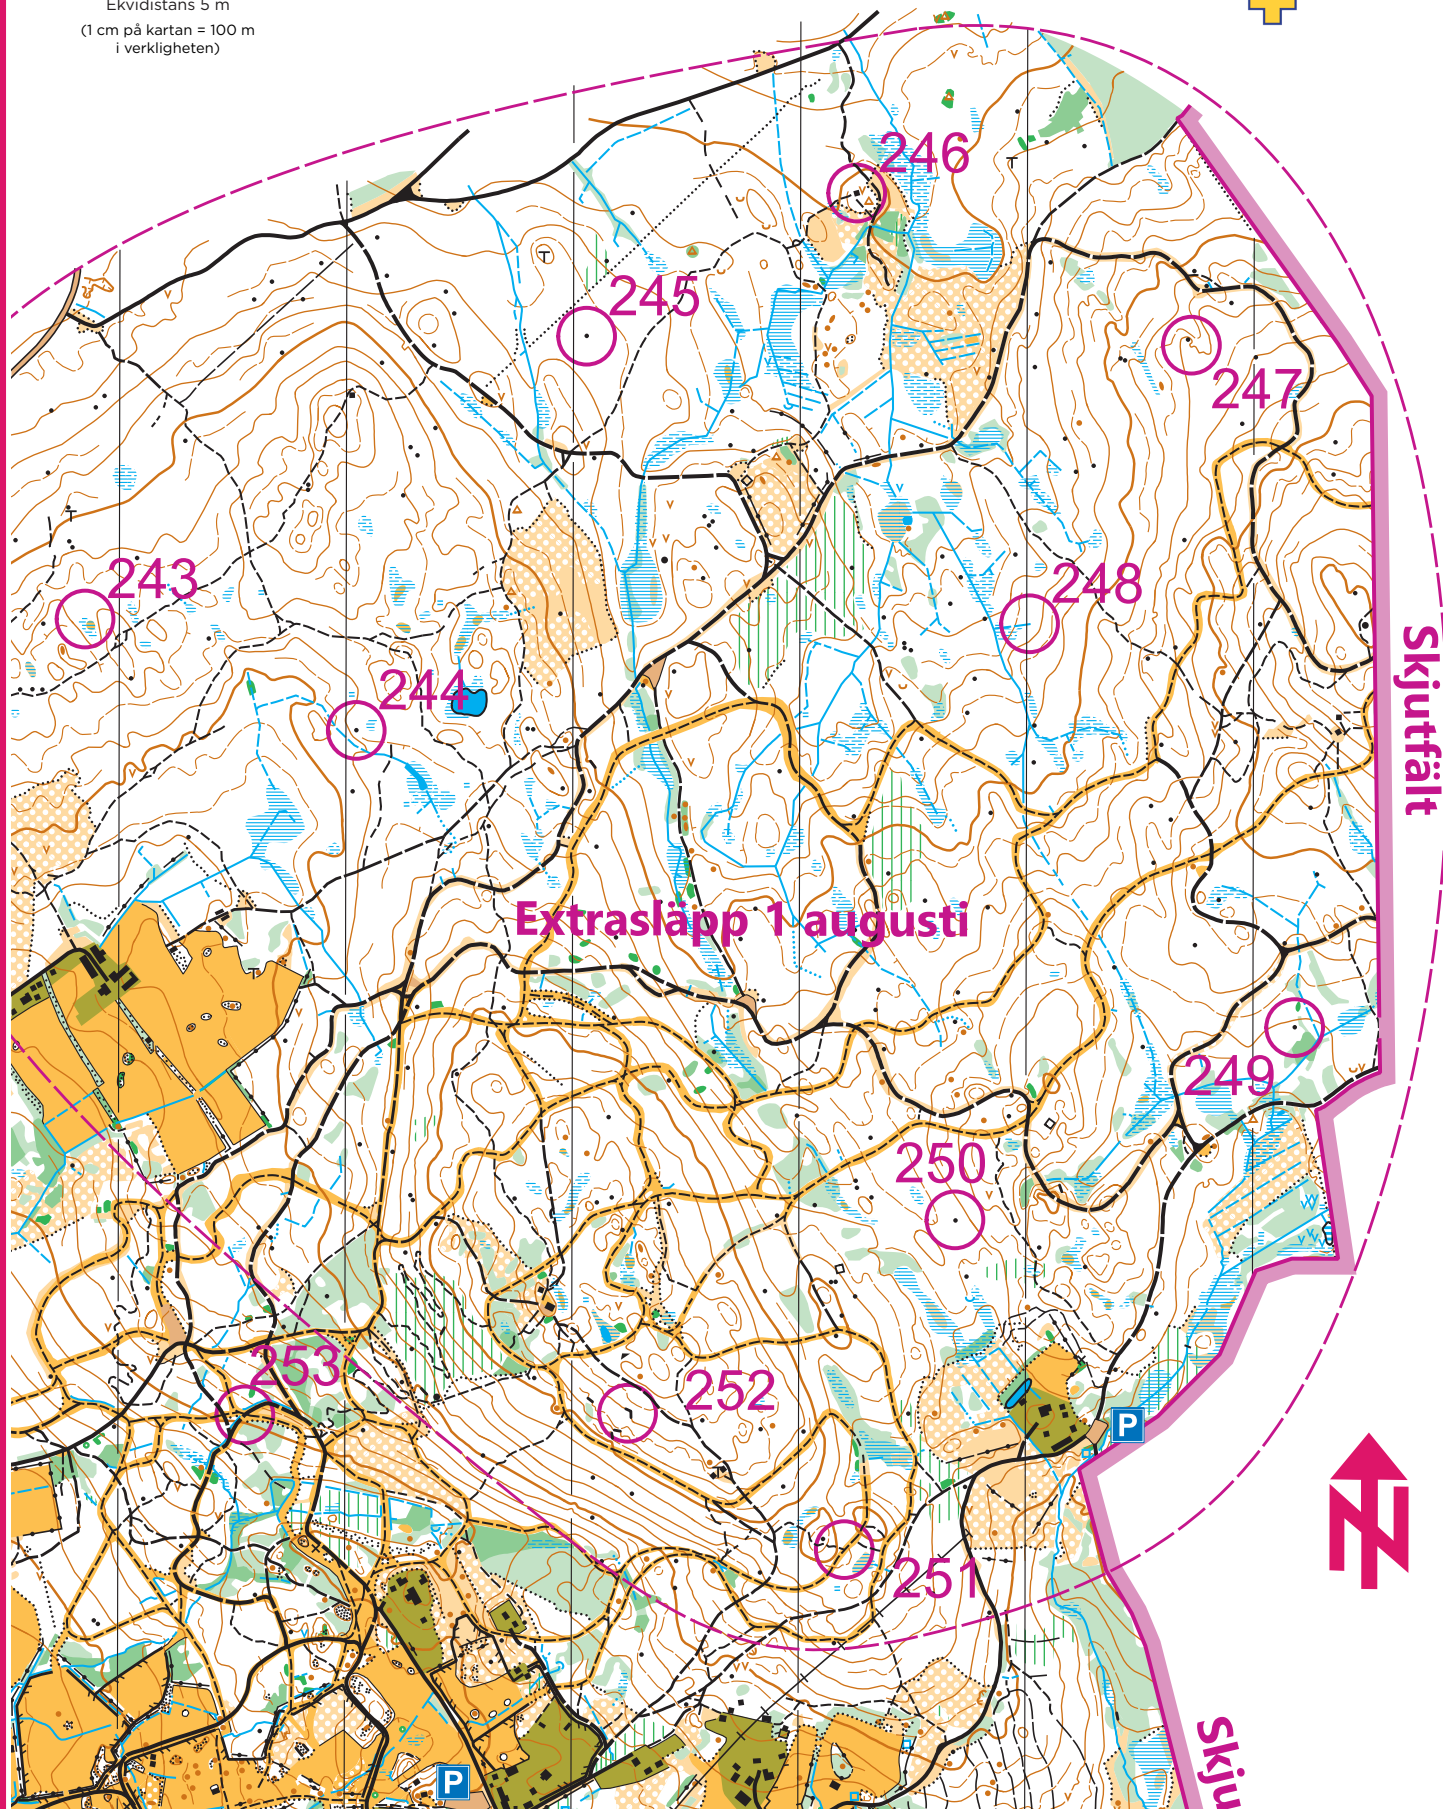 Ekvidistans 5 m
(1 cm på kartan = 100 m
i verkligheten)
246
245
247
243
248
244
Skjutfält
Extrasläpp 1 augusti
249
250
253
252
P
251
Skju
P